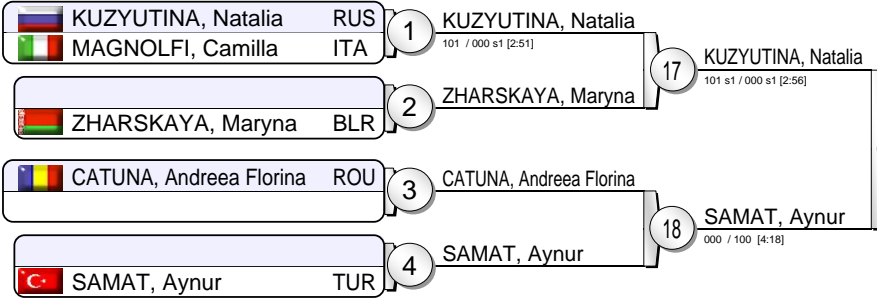 KUZYUTINA, Natalia RUS
MAGNOLFI, Camilla ITA
1
KUZYUTINA, Natalia
101 / 000 s1 [2:51]
ZHARSKAYA, Maryna BLR
2
ZHARSKAYA, Maryna
17
KUZYUTINA, Natalia
101 s1 / 000 s1 [2:56]
CATUNA, Andreea Florina ROU
3
CATUNA, Andreea Florina
SAMAT, Aynur TUR
4
SAMAT, Aynur
18
SAMAT, Aynur
000 / 100 [4:18]